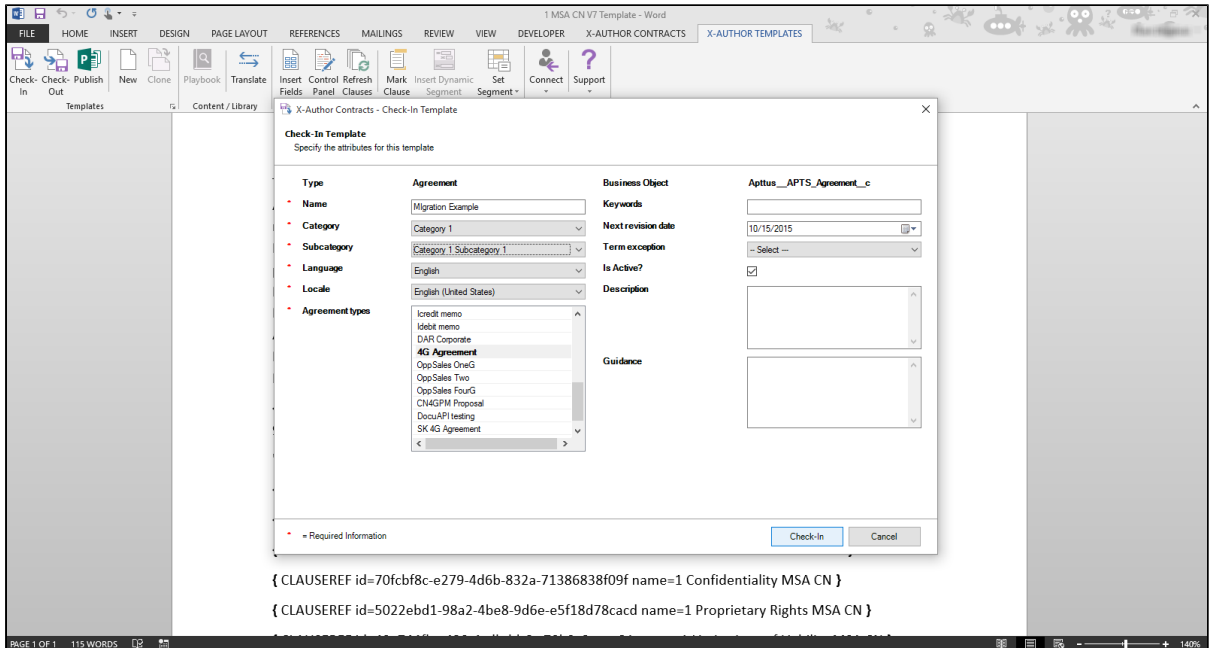 1 MSA CN V7 Template - Word
FILE HOME INSERT DESIGN PAGE LAYOUT REFERENCES MAILINGS REVIEW VIEW DEVELOPER X-AUTHOR CONTRACTS X-AUTHOR TEMPLATES
Check- Check- Publish New Clone Playbook Translate Insert Control Refresh Mark Insert Dynamic Set Connect Support
In Out Fields Panel Clauses Clause Segment Segment
Templates Content / Library
X-Author Contracts - Check-In Template
Check-In Template
Specify the attributes for this template
Type Agreement Business Object Apttus__APTS_Agreement__c
* Name MIgration Example Keywords
* Category Category 1 Next revision date 10/15/2015
* Subcategory Category 1 Subcategory 1 Term exception -- Select ---
* Language English Is Active?
* Locale English (United States) Description
* Agreement types Icredit memo
Idebit memo
DAR Corporate
4G Agreement
OppSales OneG Guidance
OppSales Two
OppSales FourG
CN4GPM Proposal
DocuAPI testing
SK 4G Agreement
* = Required Information Check-In Cancel
{ CLAUSEREF id=70fcbf8c-e279-4d6b-832a-71386838f09f name=1 Confidentiality MSA CN }
{ CLAUSEREF id=5022ebd1-98a2-4be8-9d6e-e5f18d78cacd name=1 Proprietary Rights MSA CN }
PAGE 1 OF 1 115 WORDS 140%